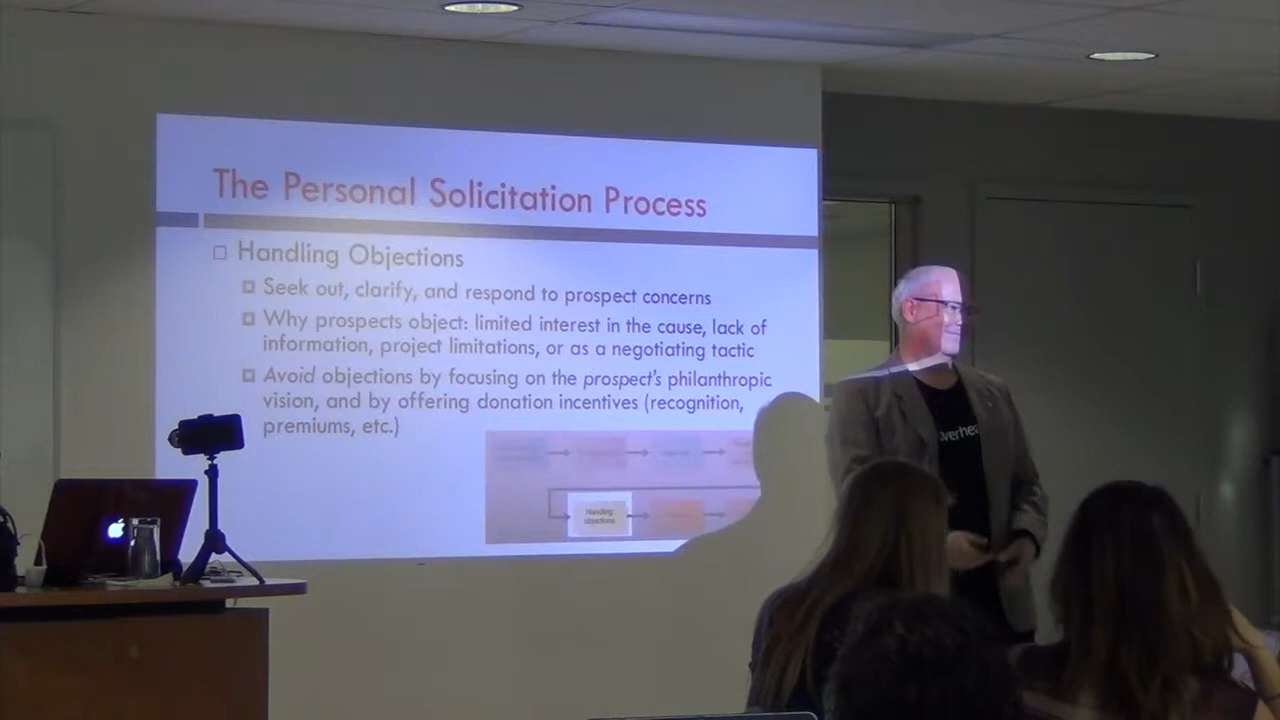 The Personal Solicitation Process
Handling Objections
Seek out, clarify, and respond to prospect concerns
Why prospects object: limited interest in the cause, lack of
information, project limitations, or as a negotiating tactic
Avoid objections by focusing on the prospect's philanthropic
vision, and by offering donation incentives (recognition,
premiums, etc.)
Handling
objections